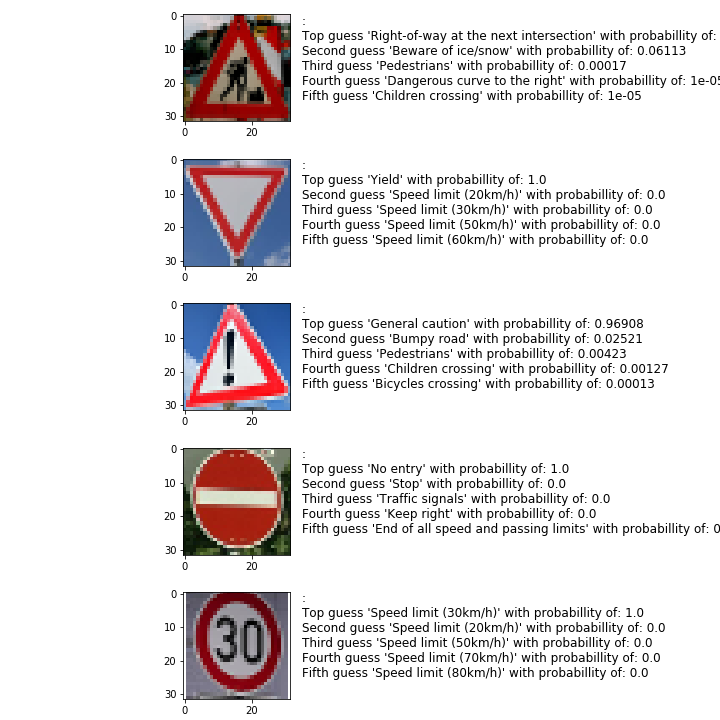 0
10
20
30
0
20
:
Top guess 'Right-of-way at the next intersection' with probabillity of:
Second guess 'Beware of ice/snow' with probabillity of: 0.06113
Third guess 'Pedestrians' with probabillity of: 0.00017
Fourth guess 'Dangerous curve to the right' with probabillity of: 1e-05
Fifth guess 'Children crossing' with probabillity of: 1e-05
0
10
20
30
0
20
:
Top guess 'Yield' with probabillity of: 1.0
Second guess 'Speed limit (20km/h)' with probabillity of: 0.0
Third guess 'Speed limit (30km/h)' with probabillity of: 0.0
Fourth guess 'Speed limit (50km/h)' with probabillity of: 0.0
Fifth guess 'Speed limit (60km/h)' with probabillity of: 0.0
0
10
20
30
0
20
!
:
Top guess 'General caution' with probabillity of: 0.96908
Second guess 'Bumpy road' with probabillity of: 0.02521
Third guess 'Pedestrians' with probabillity of: 0.00423
Fourth guess 'Children crossing' with probabillity of: 0.00127
Fifth guess 'Bicycles crossing' with probabillity of: 0.00013
0
10
20
30
0
20
:
Top guess 'No entry' with probabillity of: 1.0
Second guess 'Stop' with probabillity of: 0.0
Third guess 'Traffic signals' with probabillity of: 0.0
Fourth guess 'Keep right' with probabillity of: 0.0
Fifth guess 'End of all speed and passing limits' with probabillity of: 0
0
10
20
30
0
20
30
:
Top guess 'Speed limit (30km/h)' with probabillity of: 1.0
Second guess 'Speed limit (20km/h)' with probabillity of: 0.0
Third guess 'Speed limit (50km/h)' with probabillity of: 0.0
Fourth guess 'Speed limit (70km/h)' with probabillity of: 0.0
Fifth guess 'Speed limit (80km/h)' with probabillity of: 0.0